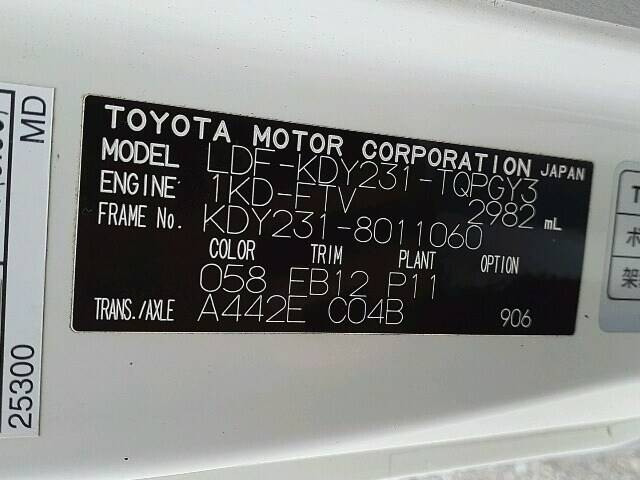 TOYOTA MOTOR CORPORATION JAPAN
MODEL LDF-KDY231-TQPGY3
ENGINE 1KD-FTV 2982 mL
FRAME No. KDY231-8011060
COLOR TRIM PLANT OPTION
058 FB12 P11
TRANS./AXLE A442E C04B 906
MD
25300